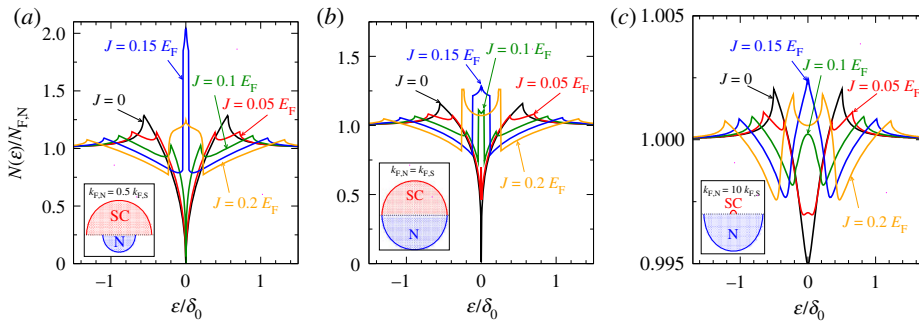 (a)
2.0
1.5
1.0
0.5
0
N(ε)/N_F,N
J = 0.15 E_F
J = 0.1 E_F
J = 0
J = 0.05 E_F
J = 0.2 E_F
k_F,N = 0.5 k_F,S
SC
N
−1 0 1
ε/δ_0
(b)
1.5
1.0
0.5
0
J = 0.15 E_F
J = 0.1 E_F
J = 0
J = 0.05 E_F
J = 0.2 E_F
k_F,N = k_F,S
SC
N
−1 0 1
ε/δ_0
(c)
1.005
1.000
0.995
J = 0.15 E_F
J = 0.1 E_F
J = 0
J = 0.05 E_F
J = 0.2 E_F
k_F,N = 10 k_F,S
SC
N
−1 0 1
ε/δ_0